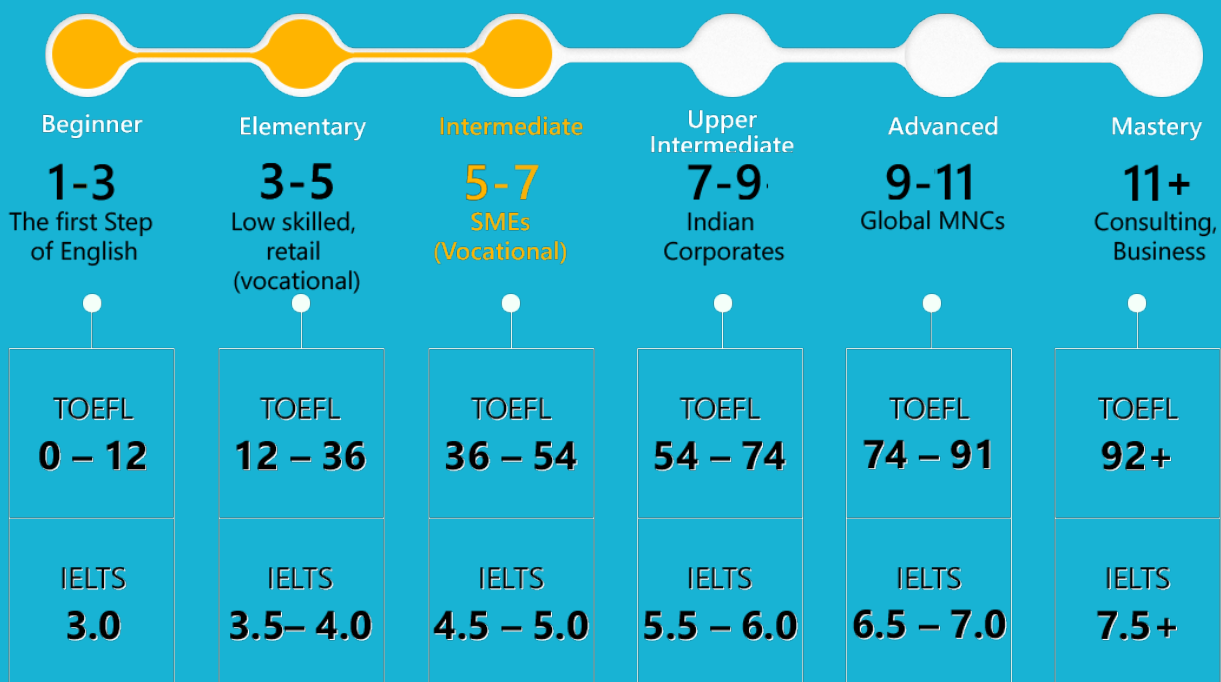 Beginner
Elementary
Intermediate
Upper
Intermediate
Advanced
Mastery
1-3
3-5
5-7
7-9
9-11
11+
The first Step
of English
Low skilled,
retail
(vocational)
SMEs
(Vocational)
Indian
Corporates
Global MNCs
Consulting,
Business
TOEFL
0 – 12
TOEFL
12 – 36
TOEFL
36 – 54
TOEFL
54 – 74
TOEFL
74 – 91
TOEFL
92+
IELTS
3.0
IELTS
3.5– 4.0
IELTS
4.5 – 5.0
IELTS
5.5 – 6.0
IELTS
6.5 – 7.0
IELTS
7.5+